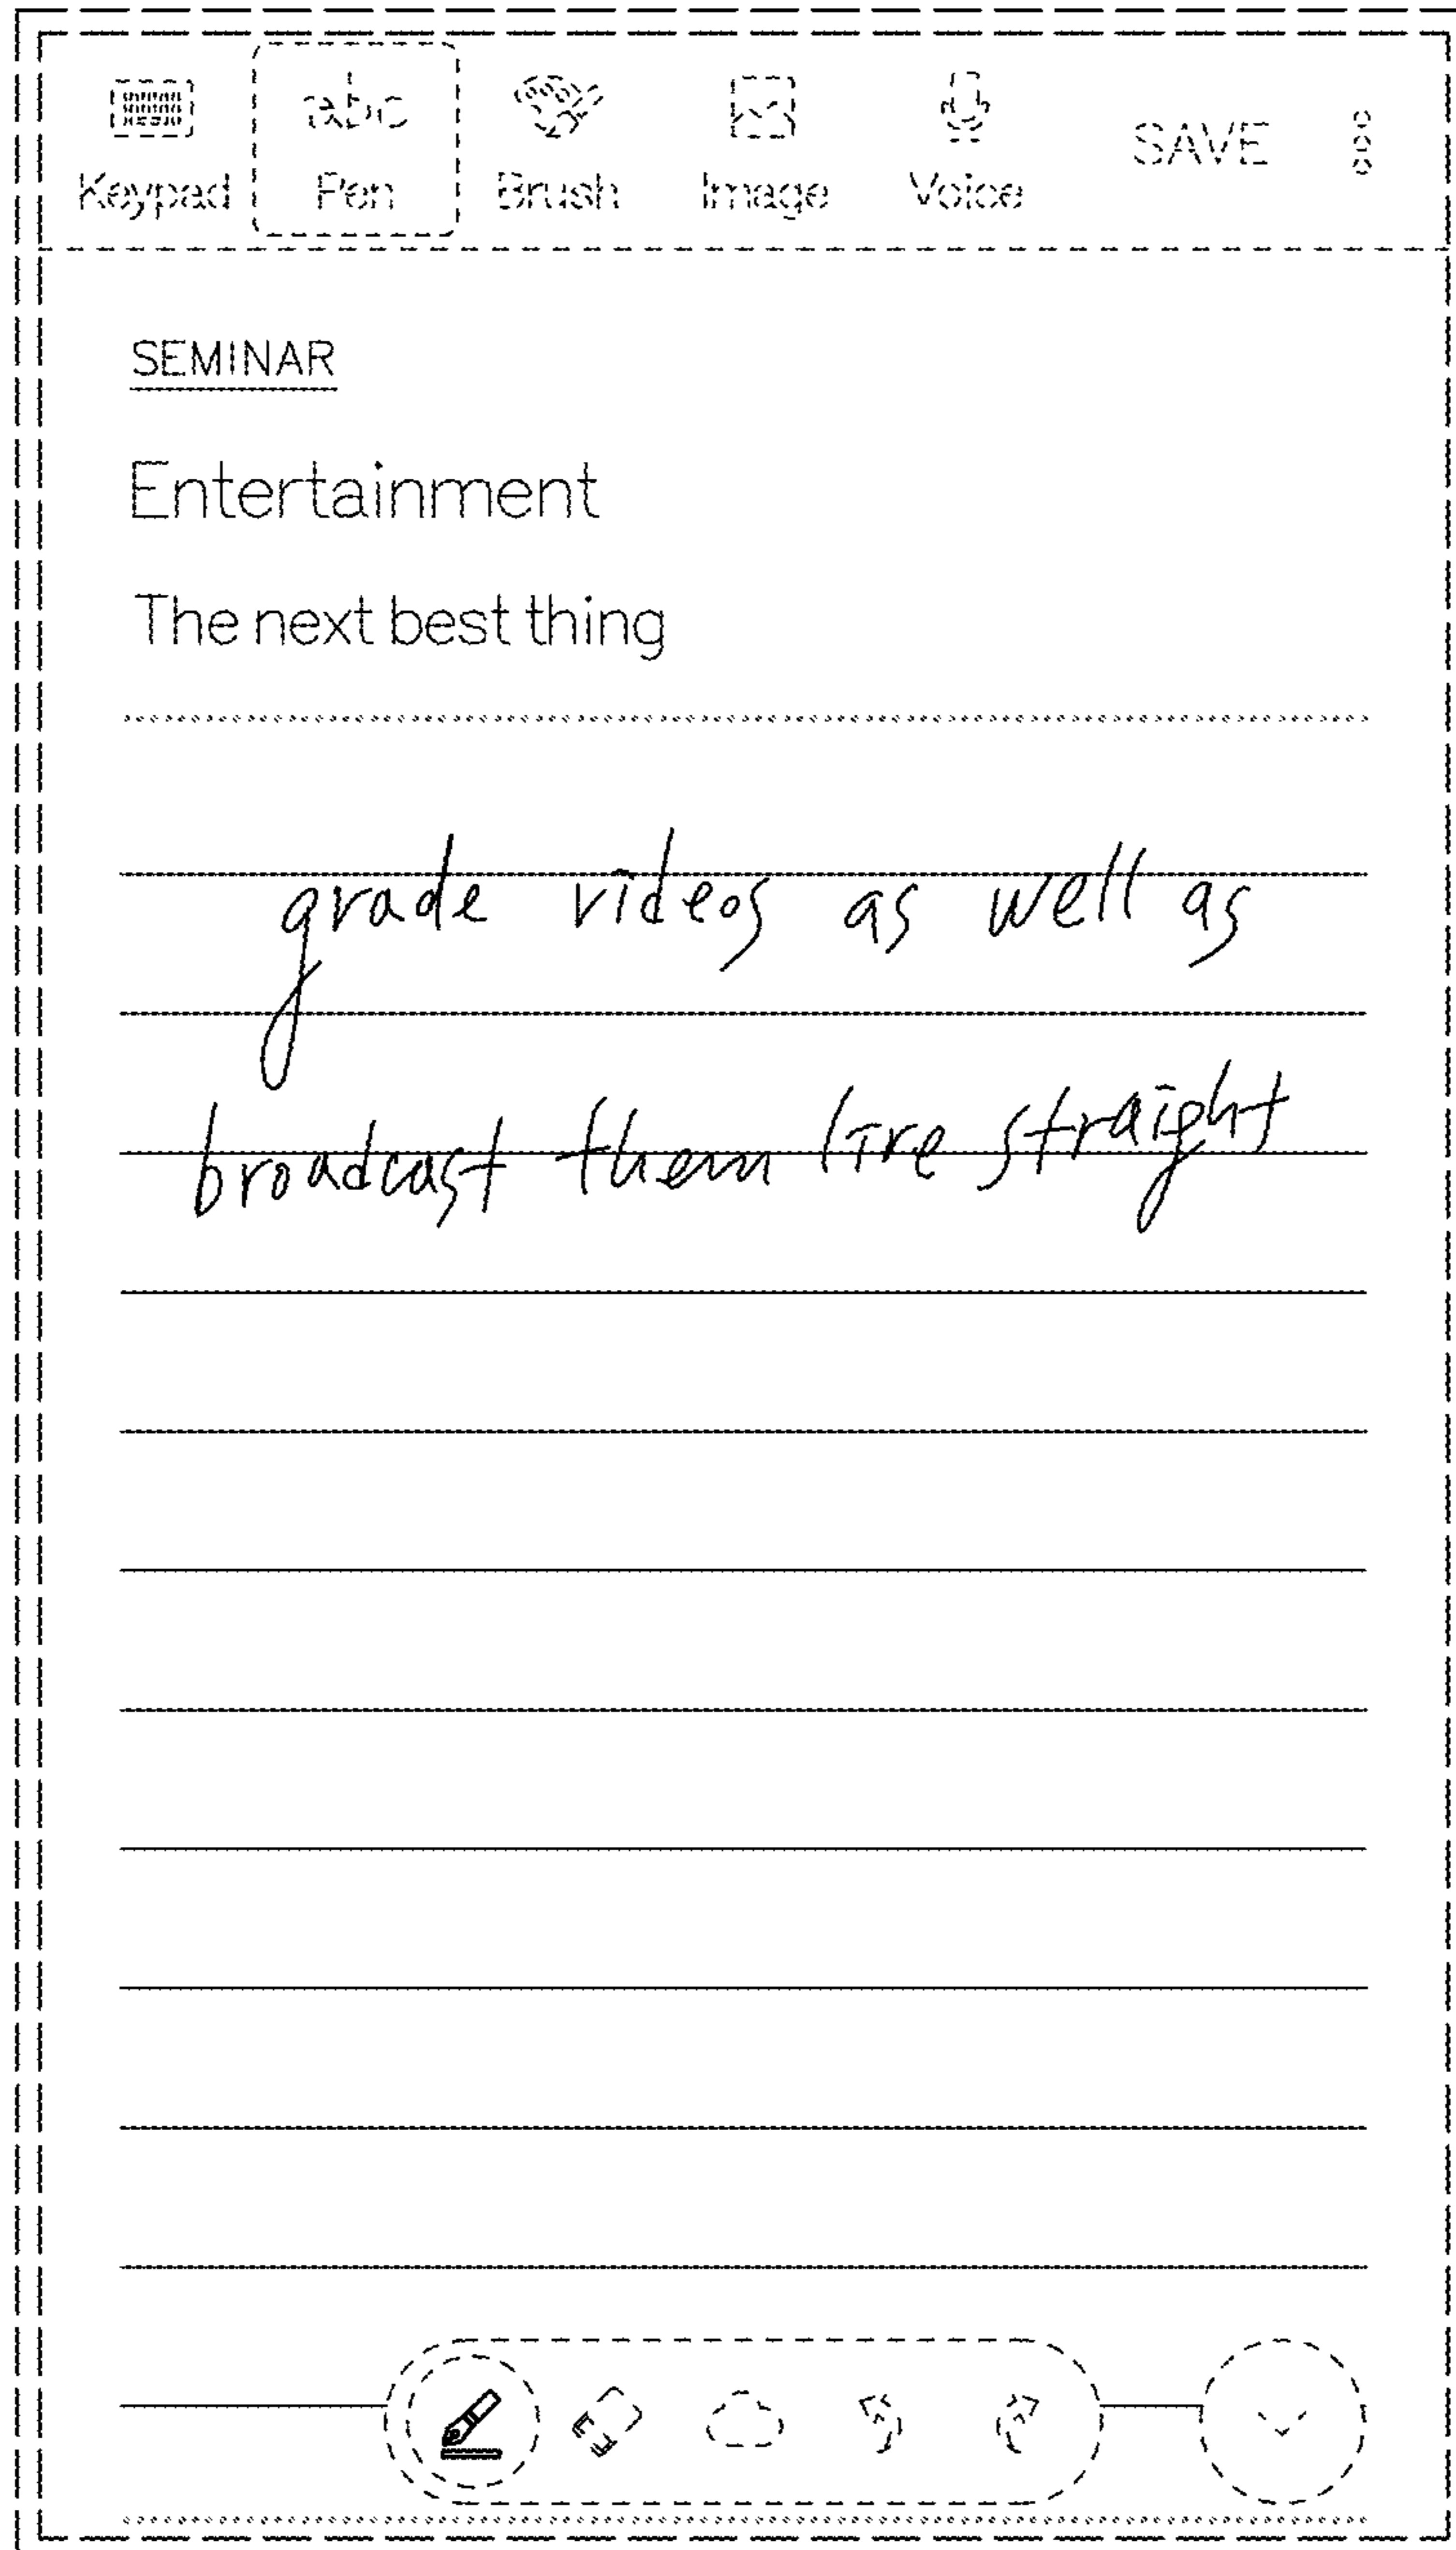 abc
Keypad Pen Brush Image Voice SAVE
SEMINAR
Entertainment
The next best thing
grade videos as well as
broadcast them live straight